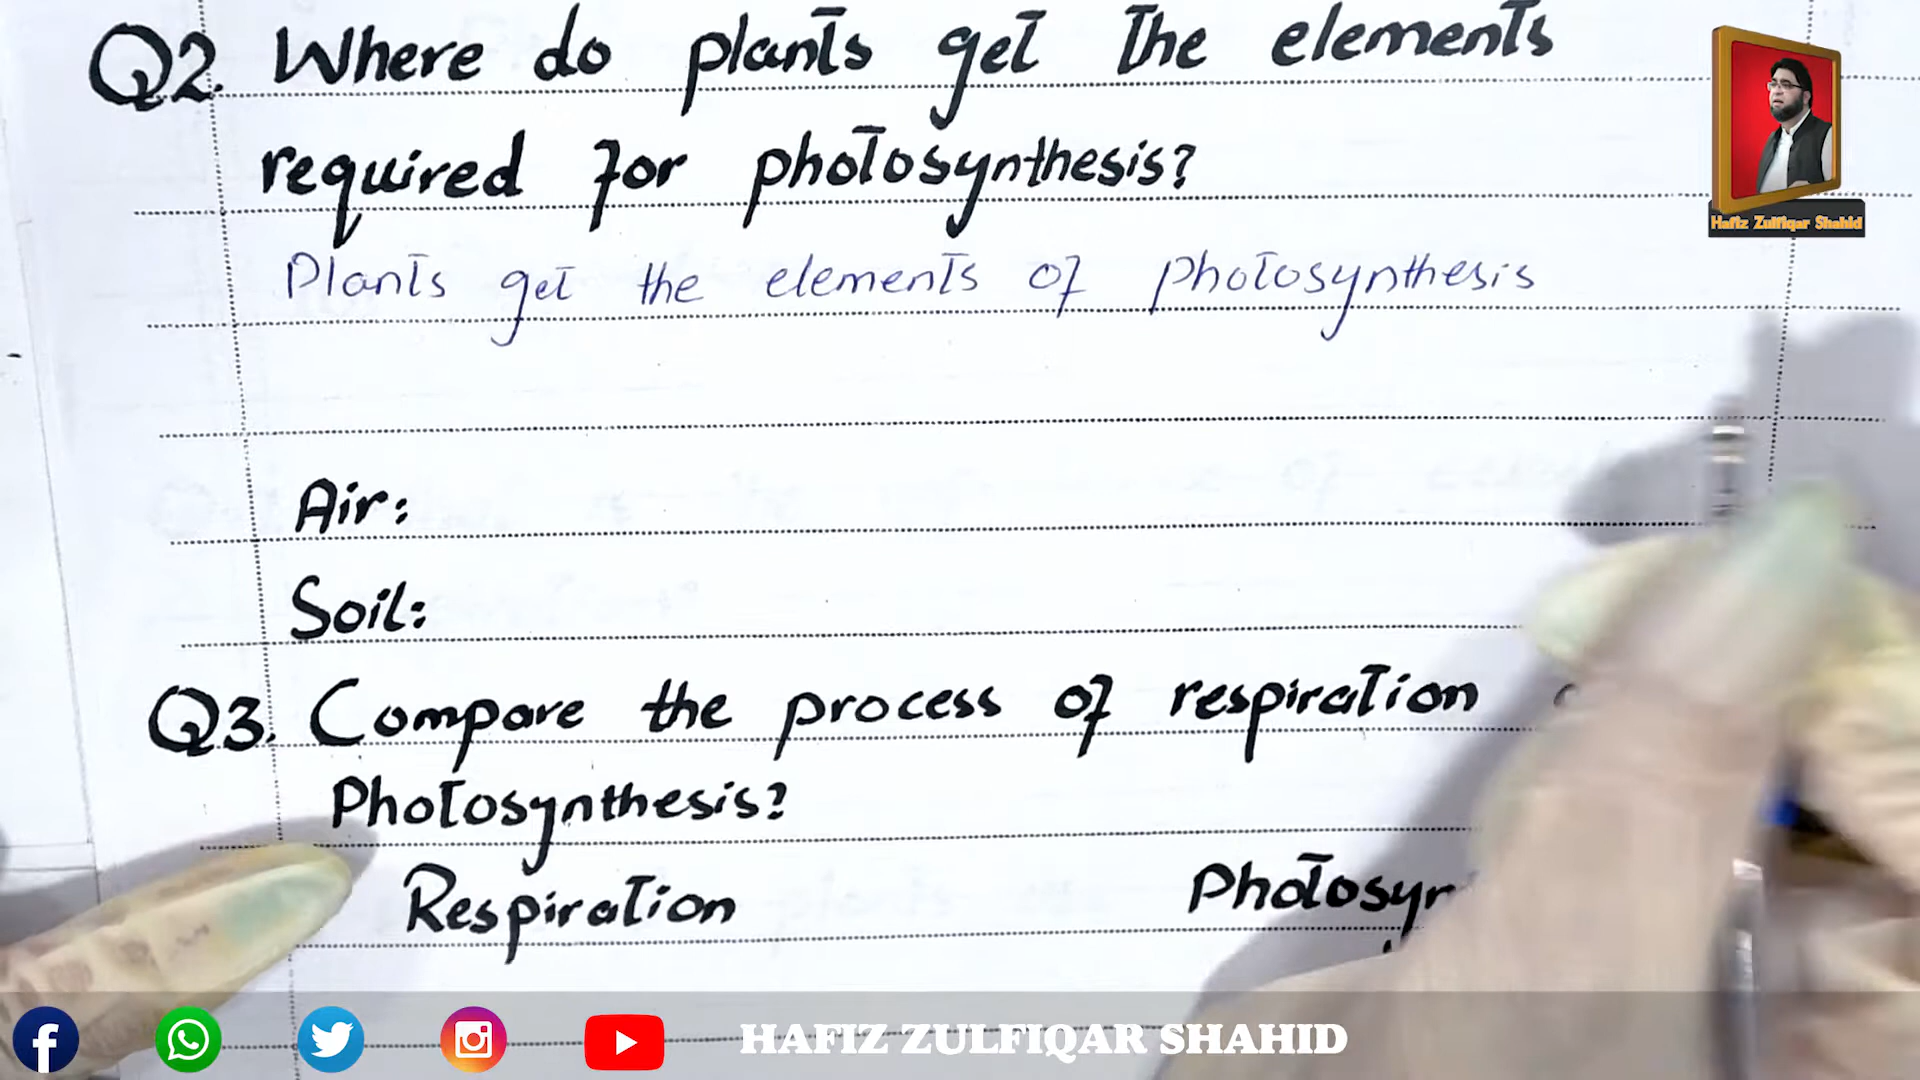 Q2. Where do plants get the elements
required for photosynthesis?
Plants get the elements of photosynthesis
Air:
Soil:
Q3. Compare the process of respiration
Photosynthesis?
Respiration
Hafiz Zulfiqar Shahid
HAFIZ ZULFIQAR SHAHID